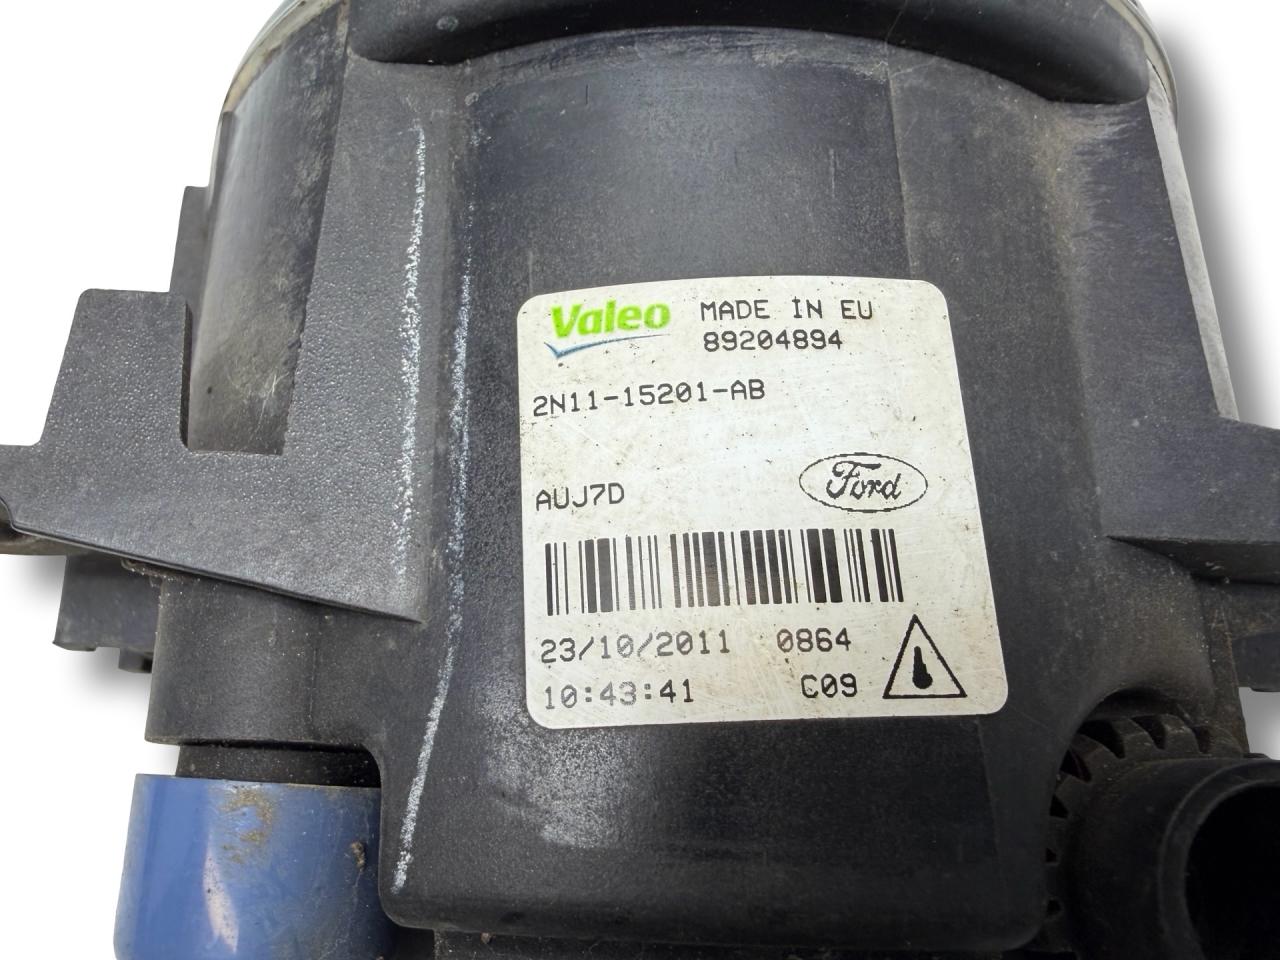 Valeo MADE IN EU
89204894
2N11-15201-AB
AUJ7D Ford
23/10/2011 0864
10:43:41 C09